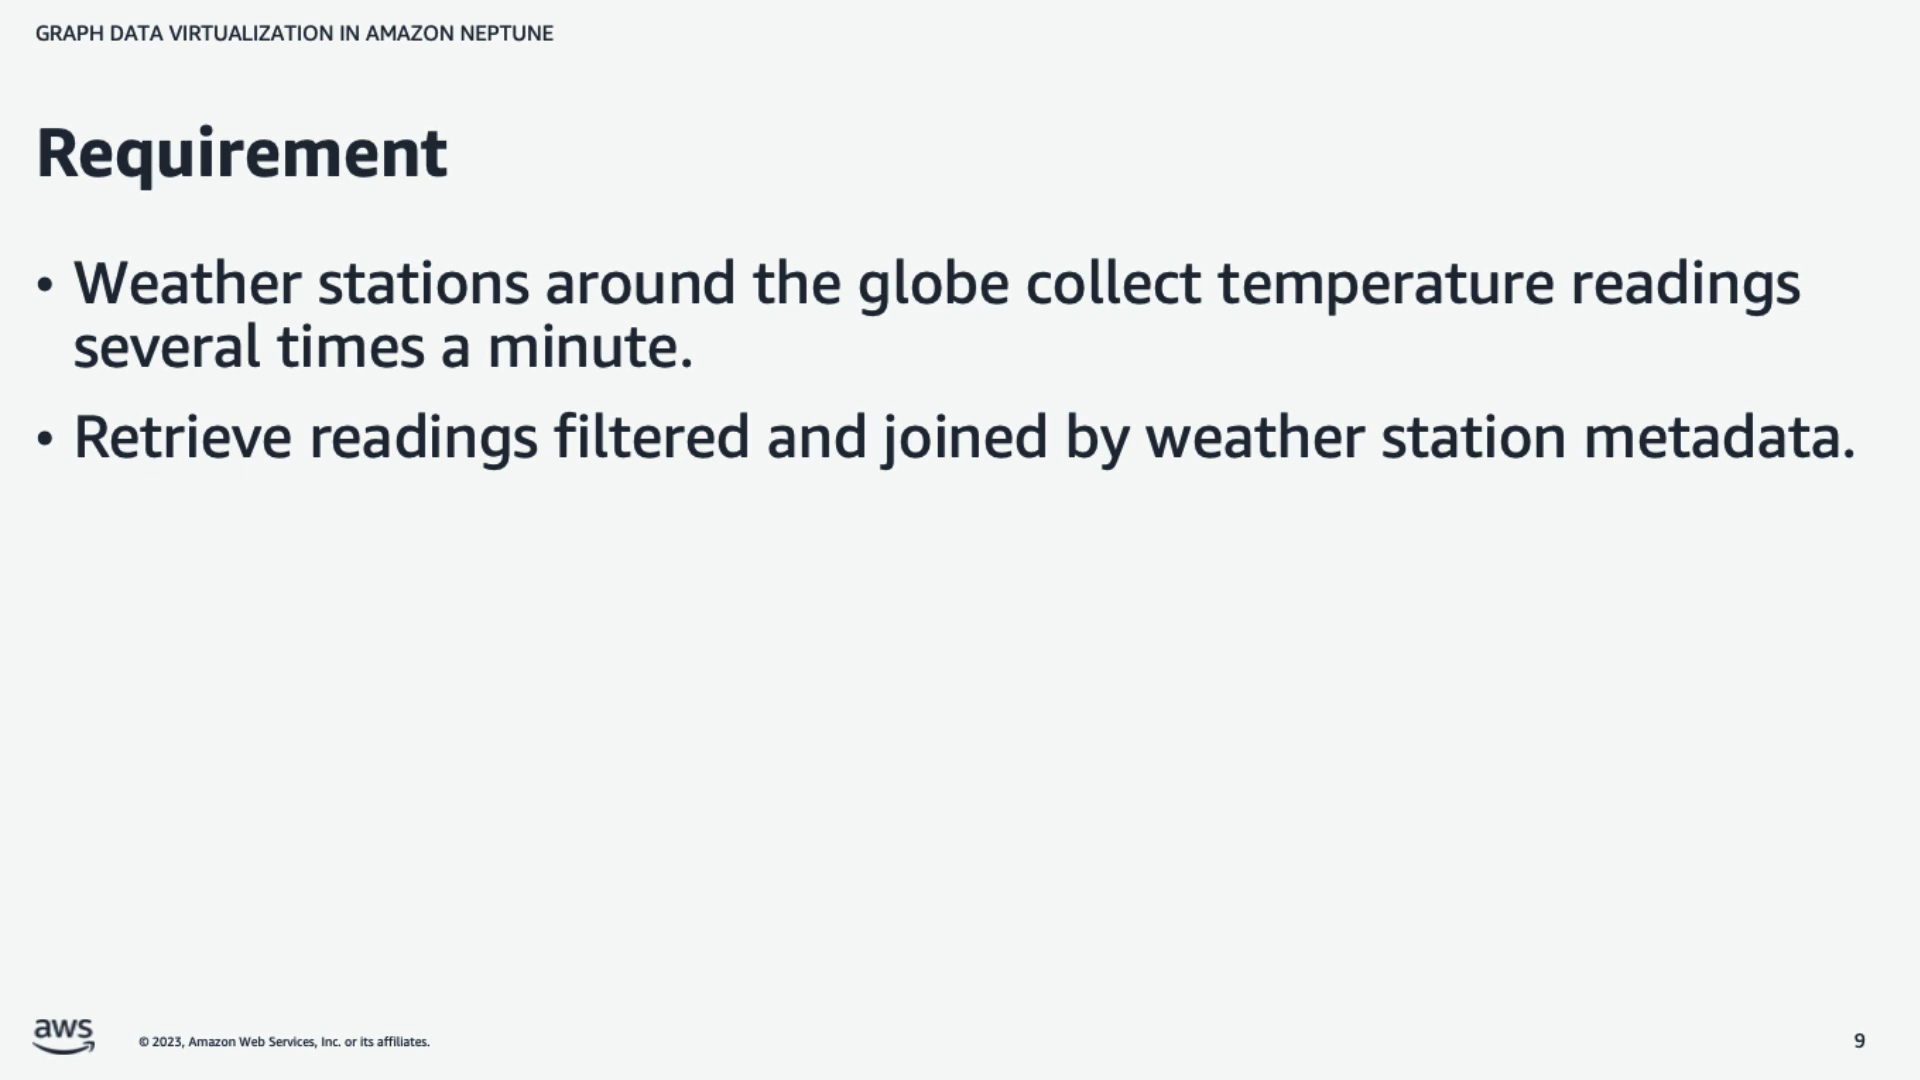 GRAPH DATA VIRTUALIZATION IN AMAZON NEPTUNE
Requirement
• Weather stations around the globe collect temperature readings
several times a minute.
• Retrieve readings filtered and joined by weather station metadata.
aws
© 2023, Amazon Web Services, Inc. or its affiliates.
9